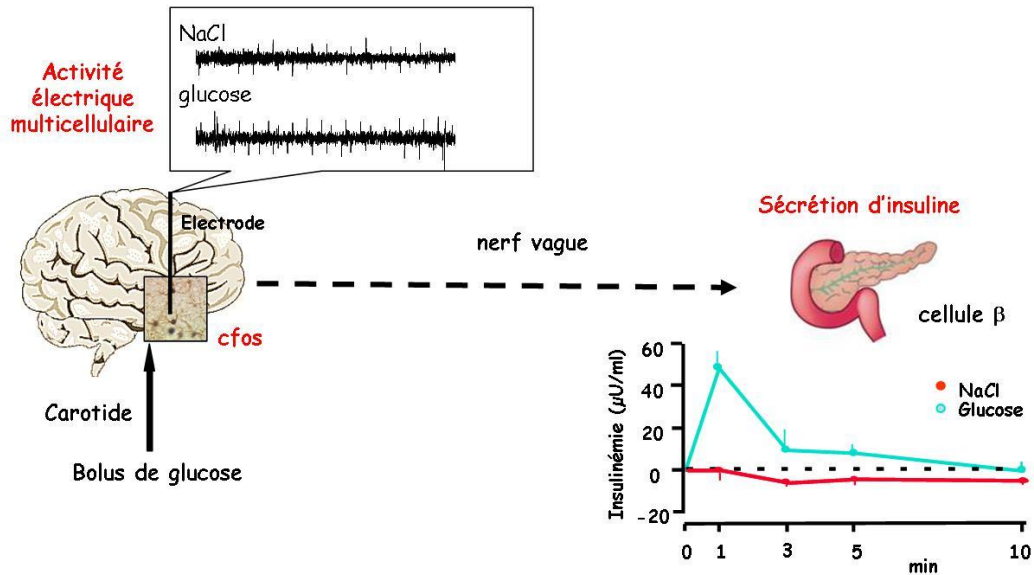 NaCl
glucose
Activité
électrique
multicellulaire
Electrode
cfos
Carotide
Bolus de glucose
nerf vague
Sécrétion d'insuline
cellule β
Insulinémie (µU/ml)
60
40
20
0
-20
NaCl
Glucose
0 1 3 5 10
min